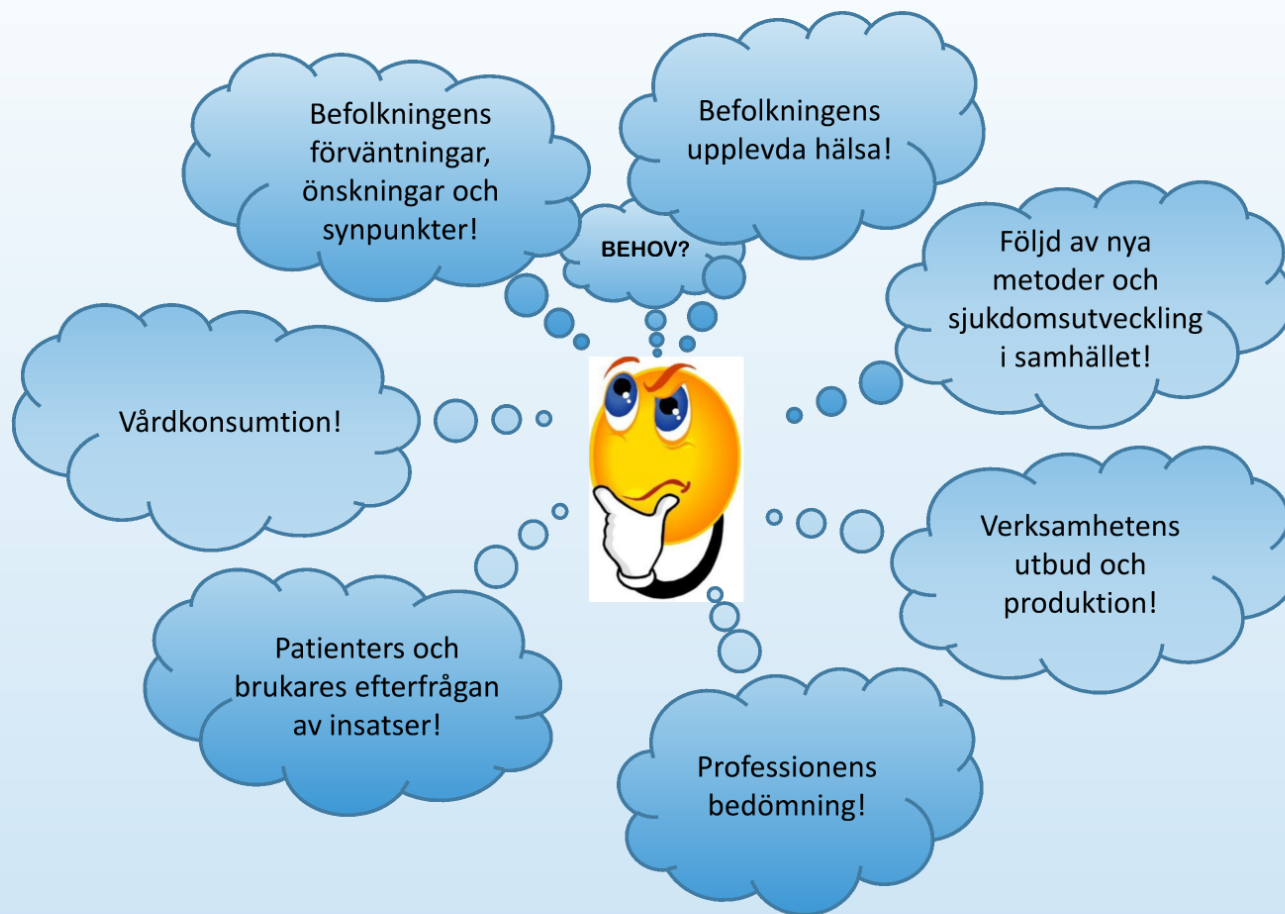 Befolkningens
förväntningar,
önskningar och
synpunkter!
Befolkningens
upplevda hälsa!
BEHOV?
Följd av nya
metoder och
sjukdomsutveckling
i samhället!
Vårdkonsumtion!
Verksamhetens
utbud och
produktion!
Patienters och
brukares efterfrågan
av insatser!
Professionens
bedömning!